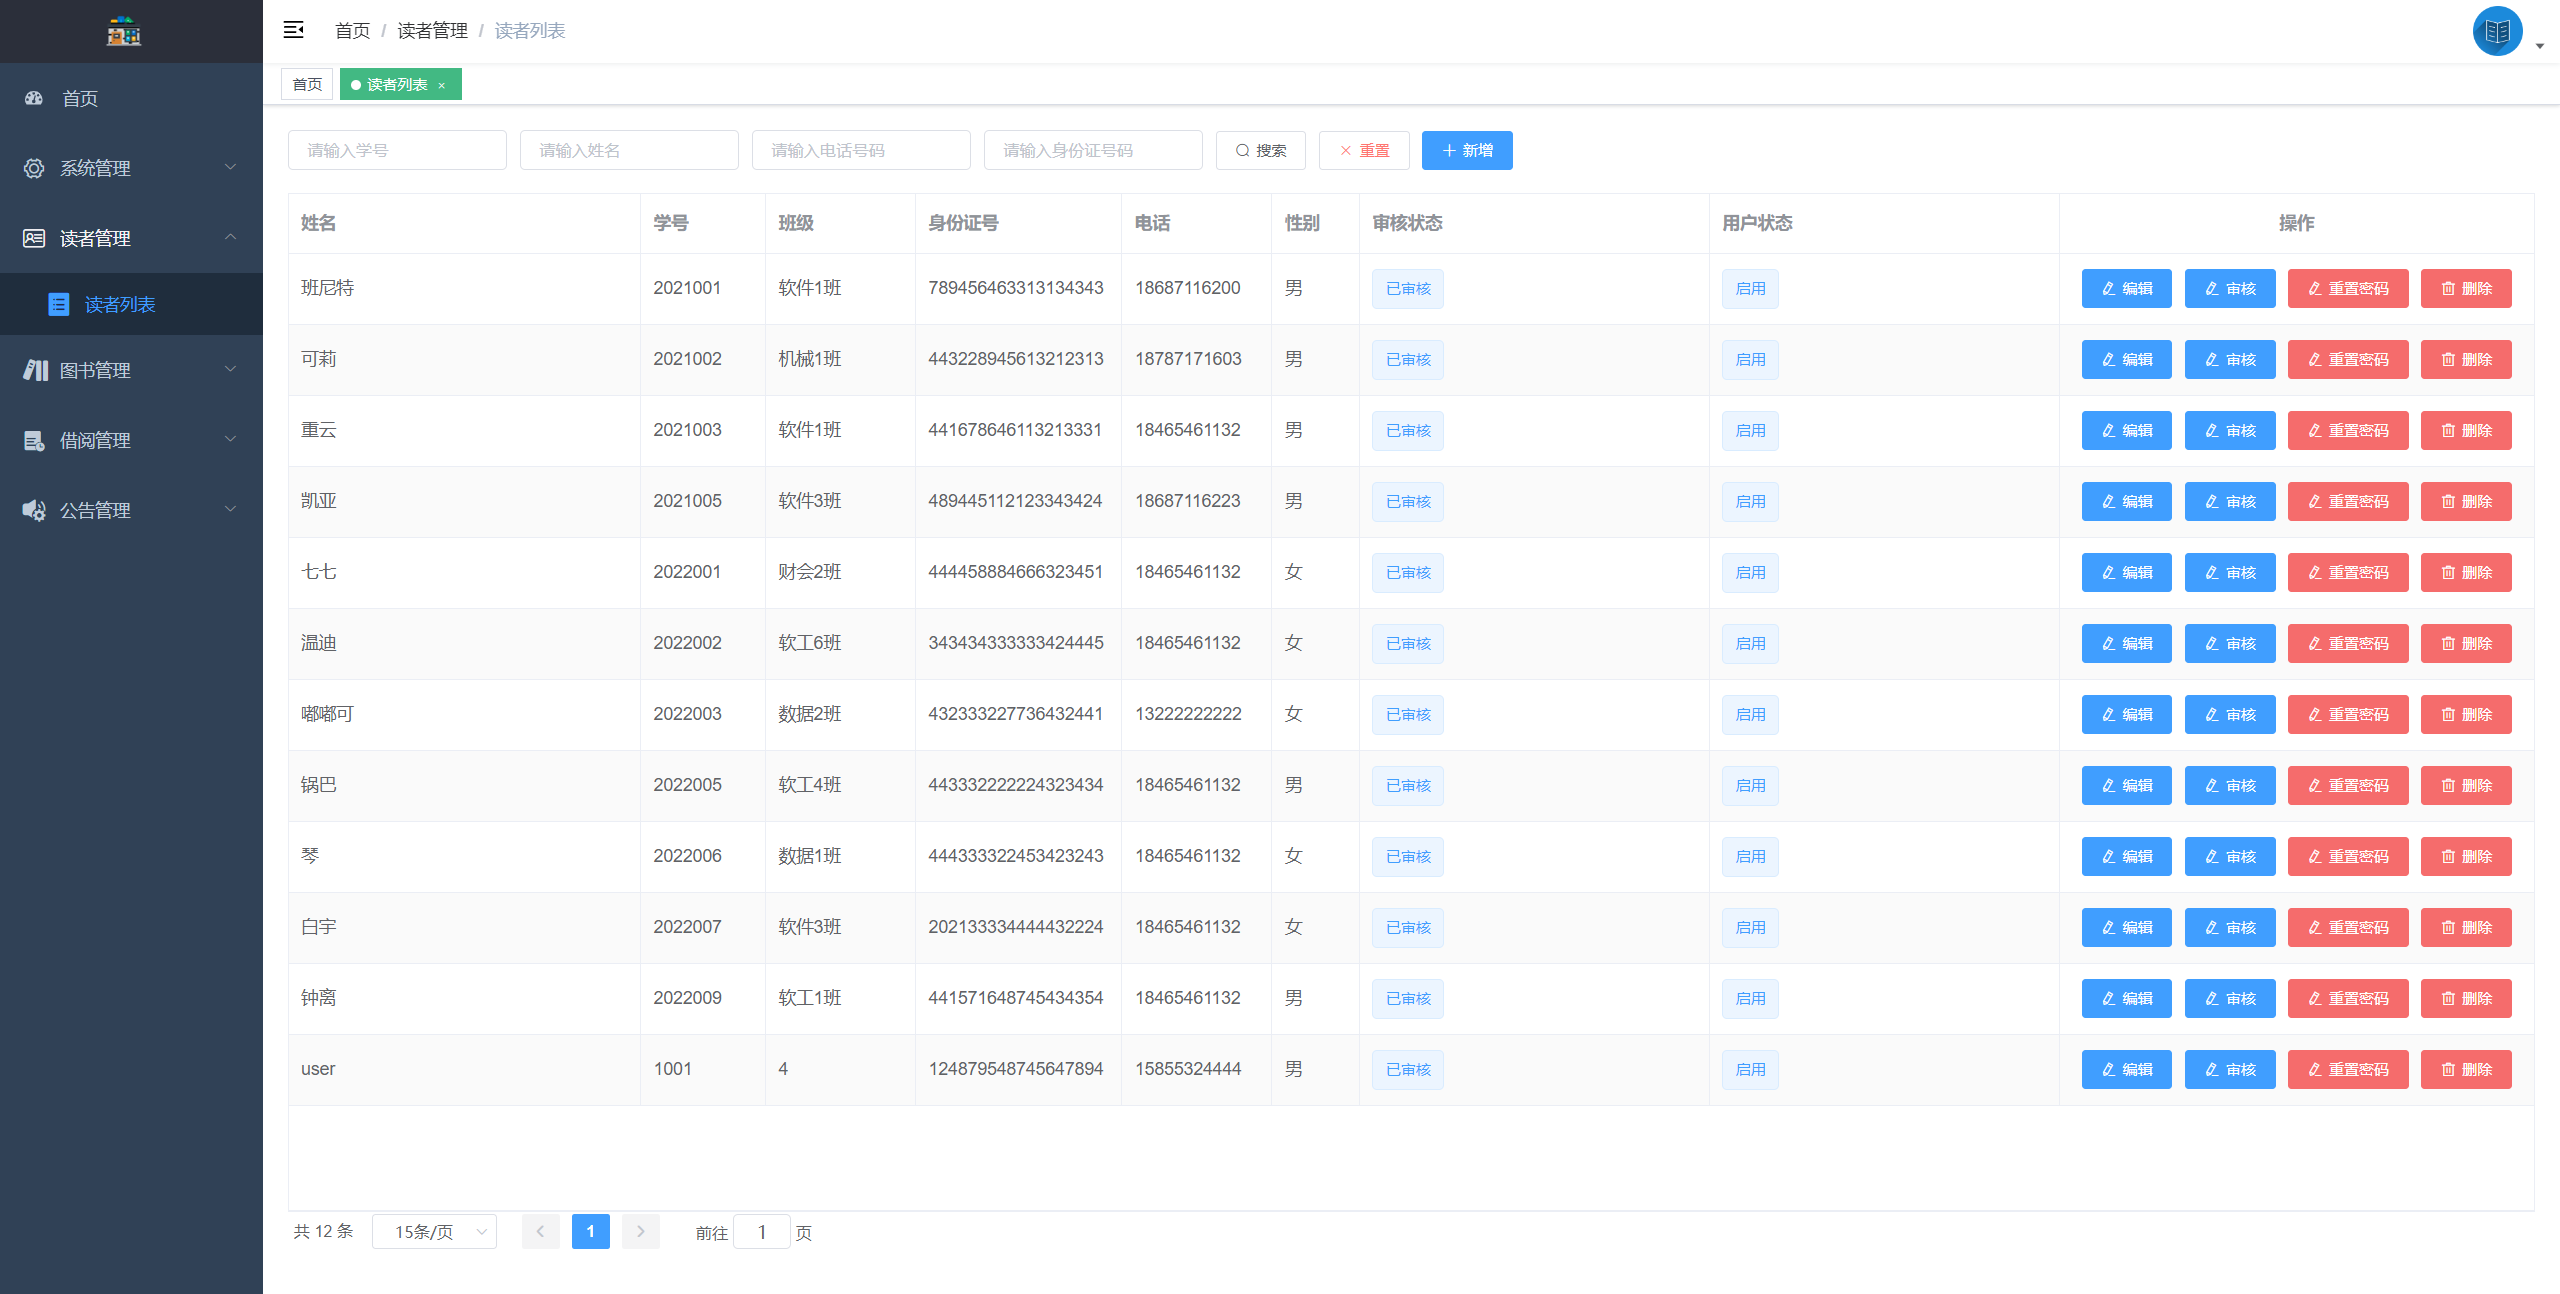 首页 / 读者管理 / 读者列表
首页
读者列表 ×
首页
系统管理
读者管理
读者列表
图书管理
借阅管理
公告管理
请输入学号 请输入姓名 请输入电话号码 请输入身份证号码 搜索 重置 新增
姓名 学号 班级 身份证号 电话 性别 审核状态 用户状态 操作
班尼特 2021001 软件1班 789456463313134343 18687116200 男 已审核 启用 编辑 审核 重置密码 删除
可莉 2021002 机械1班 443228945613212313 18787171603 男 已审核 启用 编辑 审核 重置密码 删除
重云 2021003 软件1班 441678646113213331 18465461132 男 已审核 启用 编辑 审核 重置密码 删除
凯亚 2021005 软件3班 489445112123343424 18687116223 男 已审核 启用 编辑 审核 重置密码 删除
七七 2022001 财会2班 444458884666323451 18465461132 女 已审核 启用 编辑 审核 重置密码 删除
温迪 2022002 软工6班 343434333333424445 18465461132 女 已审核 启用 编辑 审核 重置密码 删除
嘟嘟可 2022003 数据2班 432333227736432441 13222222222 女 已审核 启用 编辑 审核 重置密码 删除
锅巴 2022005 软工4班 443332222224323434 18465461132 男 已审核 启用 编辑 审核 重置密码 删除
琴 2022006 数据1班 444333322453423243 18465461132 女 已审核 启用 编辑 审核 重置密码 删除
白宇 2022007 软件3班 202133334444432224 18465461132 女 已审核 启用 编辑 审核 重置密码 删除
钟离 2022009 软工1班 441571648745434354 18465461132 男 已审核 启用 编辑 审核 重置密码 删除
user 1001 4 124879548745647894 15855324444 男 已审核 启用 编辑 审核 重置密码 删除
共 12 条 15条/页 1 前往 1 页